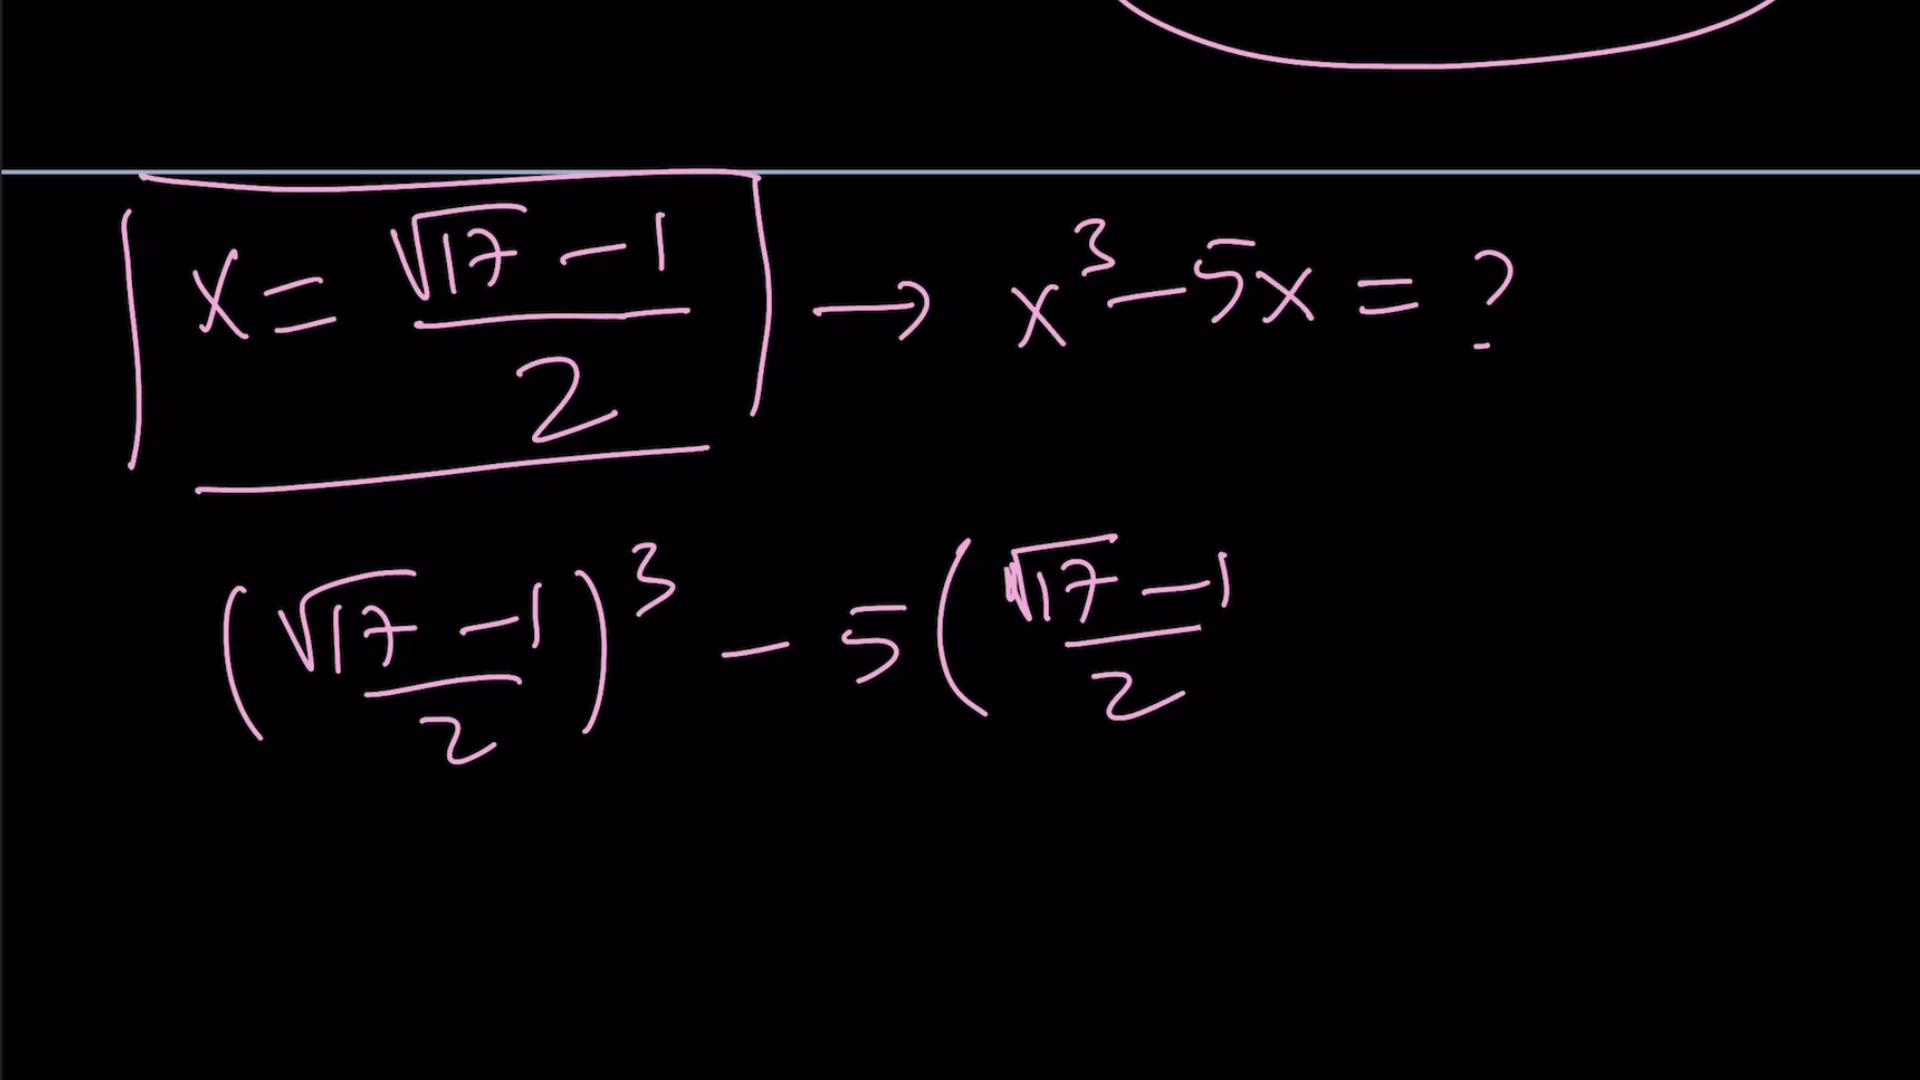 x = (√17 - 1)/2 → x³ - 5x = ?
((√17 - 1)/2)³ - 5((√17 - 1)/2